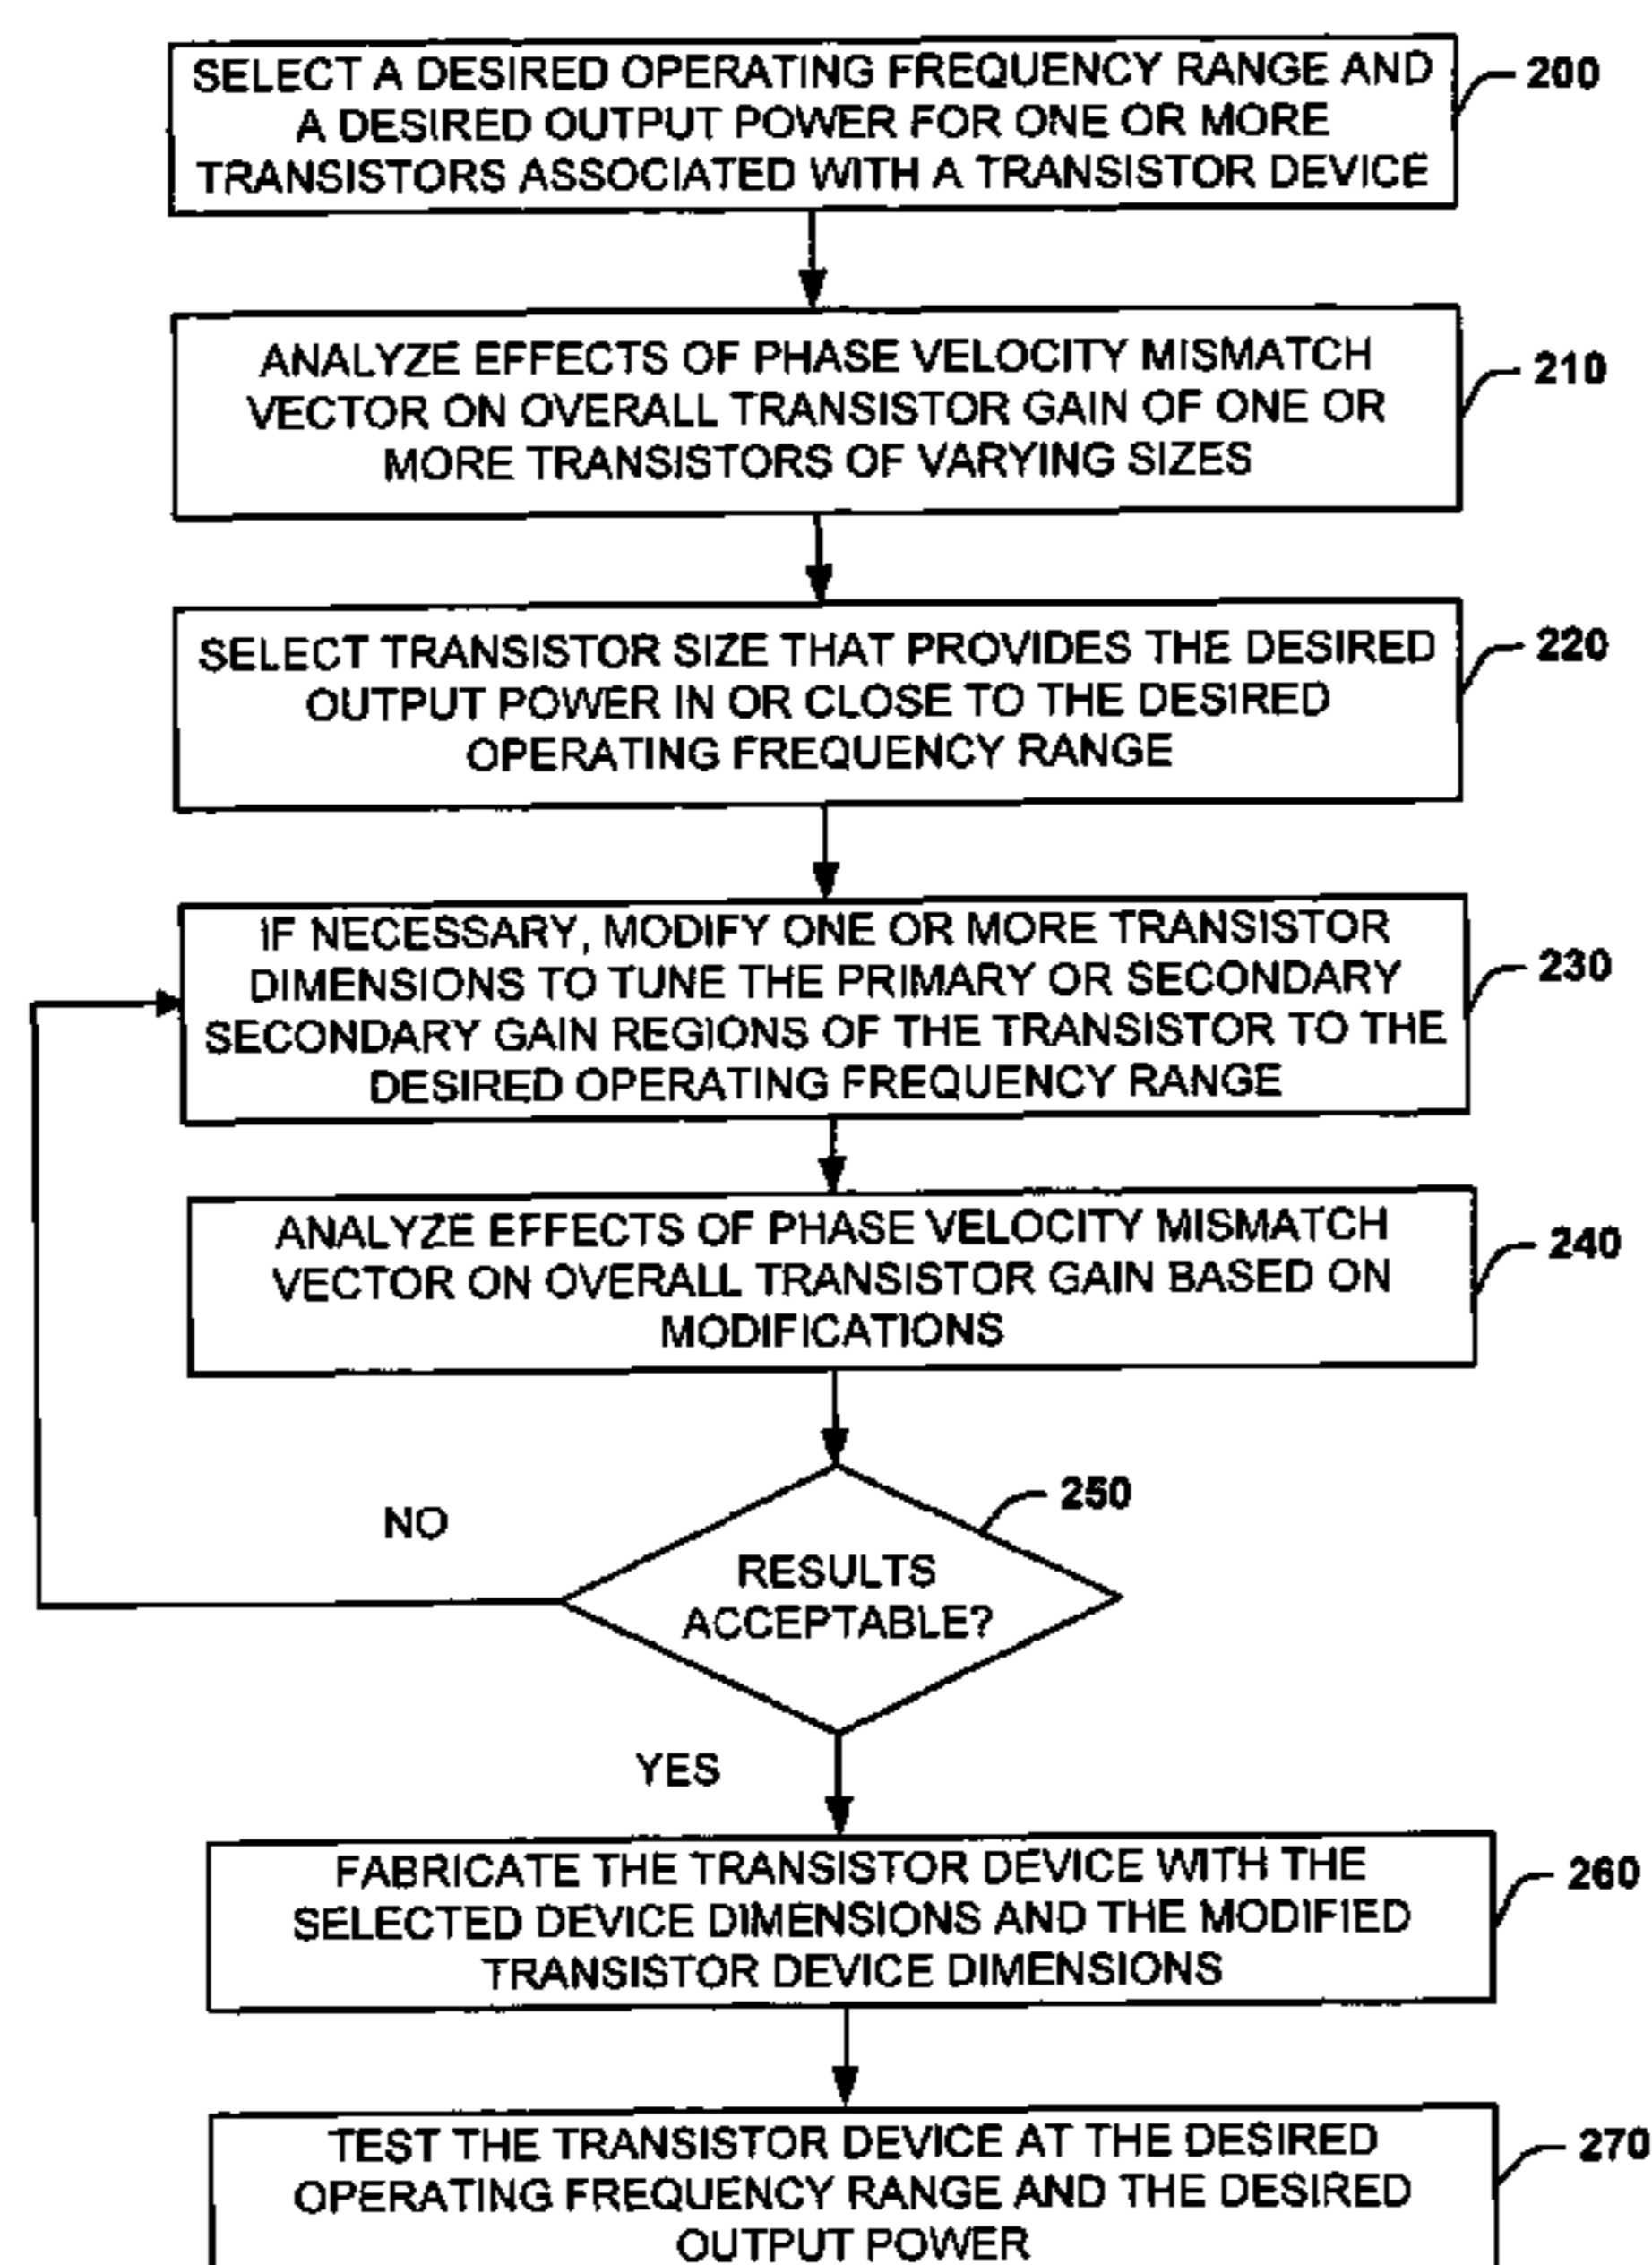 SELECT A DESIRED OPERATING FREQUENCY RANGE AND
A DESIRED OUTPUT POWER FOR ONE OR MORE
TRANSISTORS ASSOCIATED WITH A TRANSISTOR DEVICE
200
ANALYZE EFFECTS OF PHASE VELOCITY MISMATCH
VECTOR ON OVERALL TRANSISTOR GAIN OF ONE OR
MORE TRANSISTORS OF VARYING SIZES
210
SELECT TRANSISTOR SIZE THAT PROVIDES THE DESIRED
OUTPUT POWER IN OR CLOSE TO THE DESIRED
OPERATING FREQUENCY RANGE
220
IF NECESSARY, MODIFY ONE OR MORE TRANSISTOR
DIMENSIONS TO TUNE THE PRIMARY OR SECONDARY
SECONDARY GAIN REGIONS OF THE TRANSISTOR TO THE
DESIRED OPERATING FREQUENCY RANGE
230
ANALYZE EFFECTS OF PHASE VELOCITY MISMATCH
VECTOR ON OVERALL TRANSISTOR GAIN BASED ON
MODIFICATIONS
240
250
NO
RESULTS
ACCEPTABLE?
YES
FABRICATE THE TRANSISTOR DEVICE WITH THE
SELECTED DEVICE DIMENSIONS AND THE MODIFIED
TRANSISTOR DEVICE DIMENSIONS
260
TEST THE TRANSISTOR DEVICE AT THE DESIRED
OPERATING FREQUENCY RANGE AND THE DESIRED
OUTPUT POWER
270